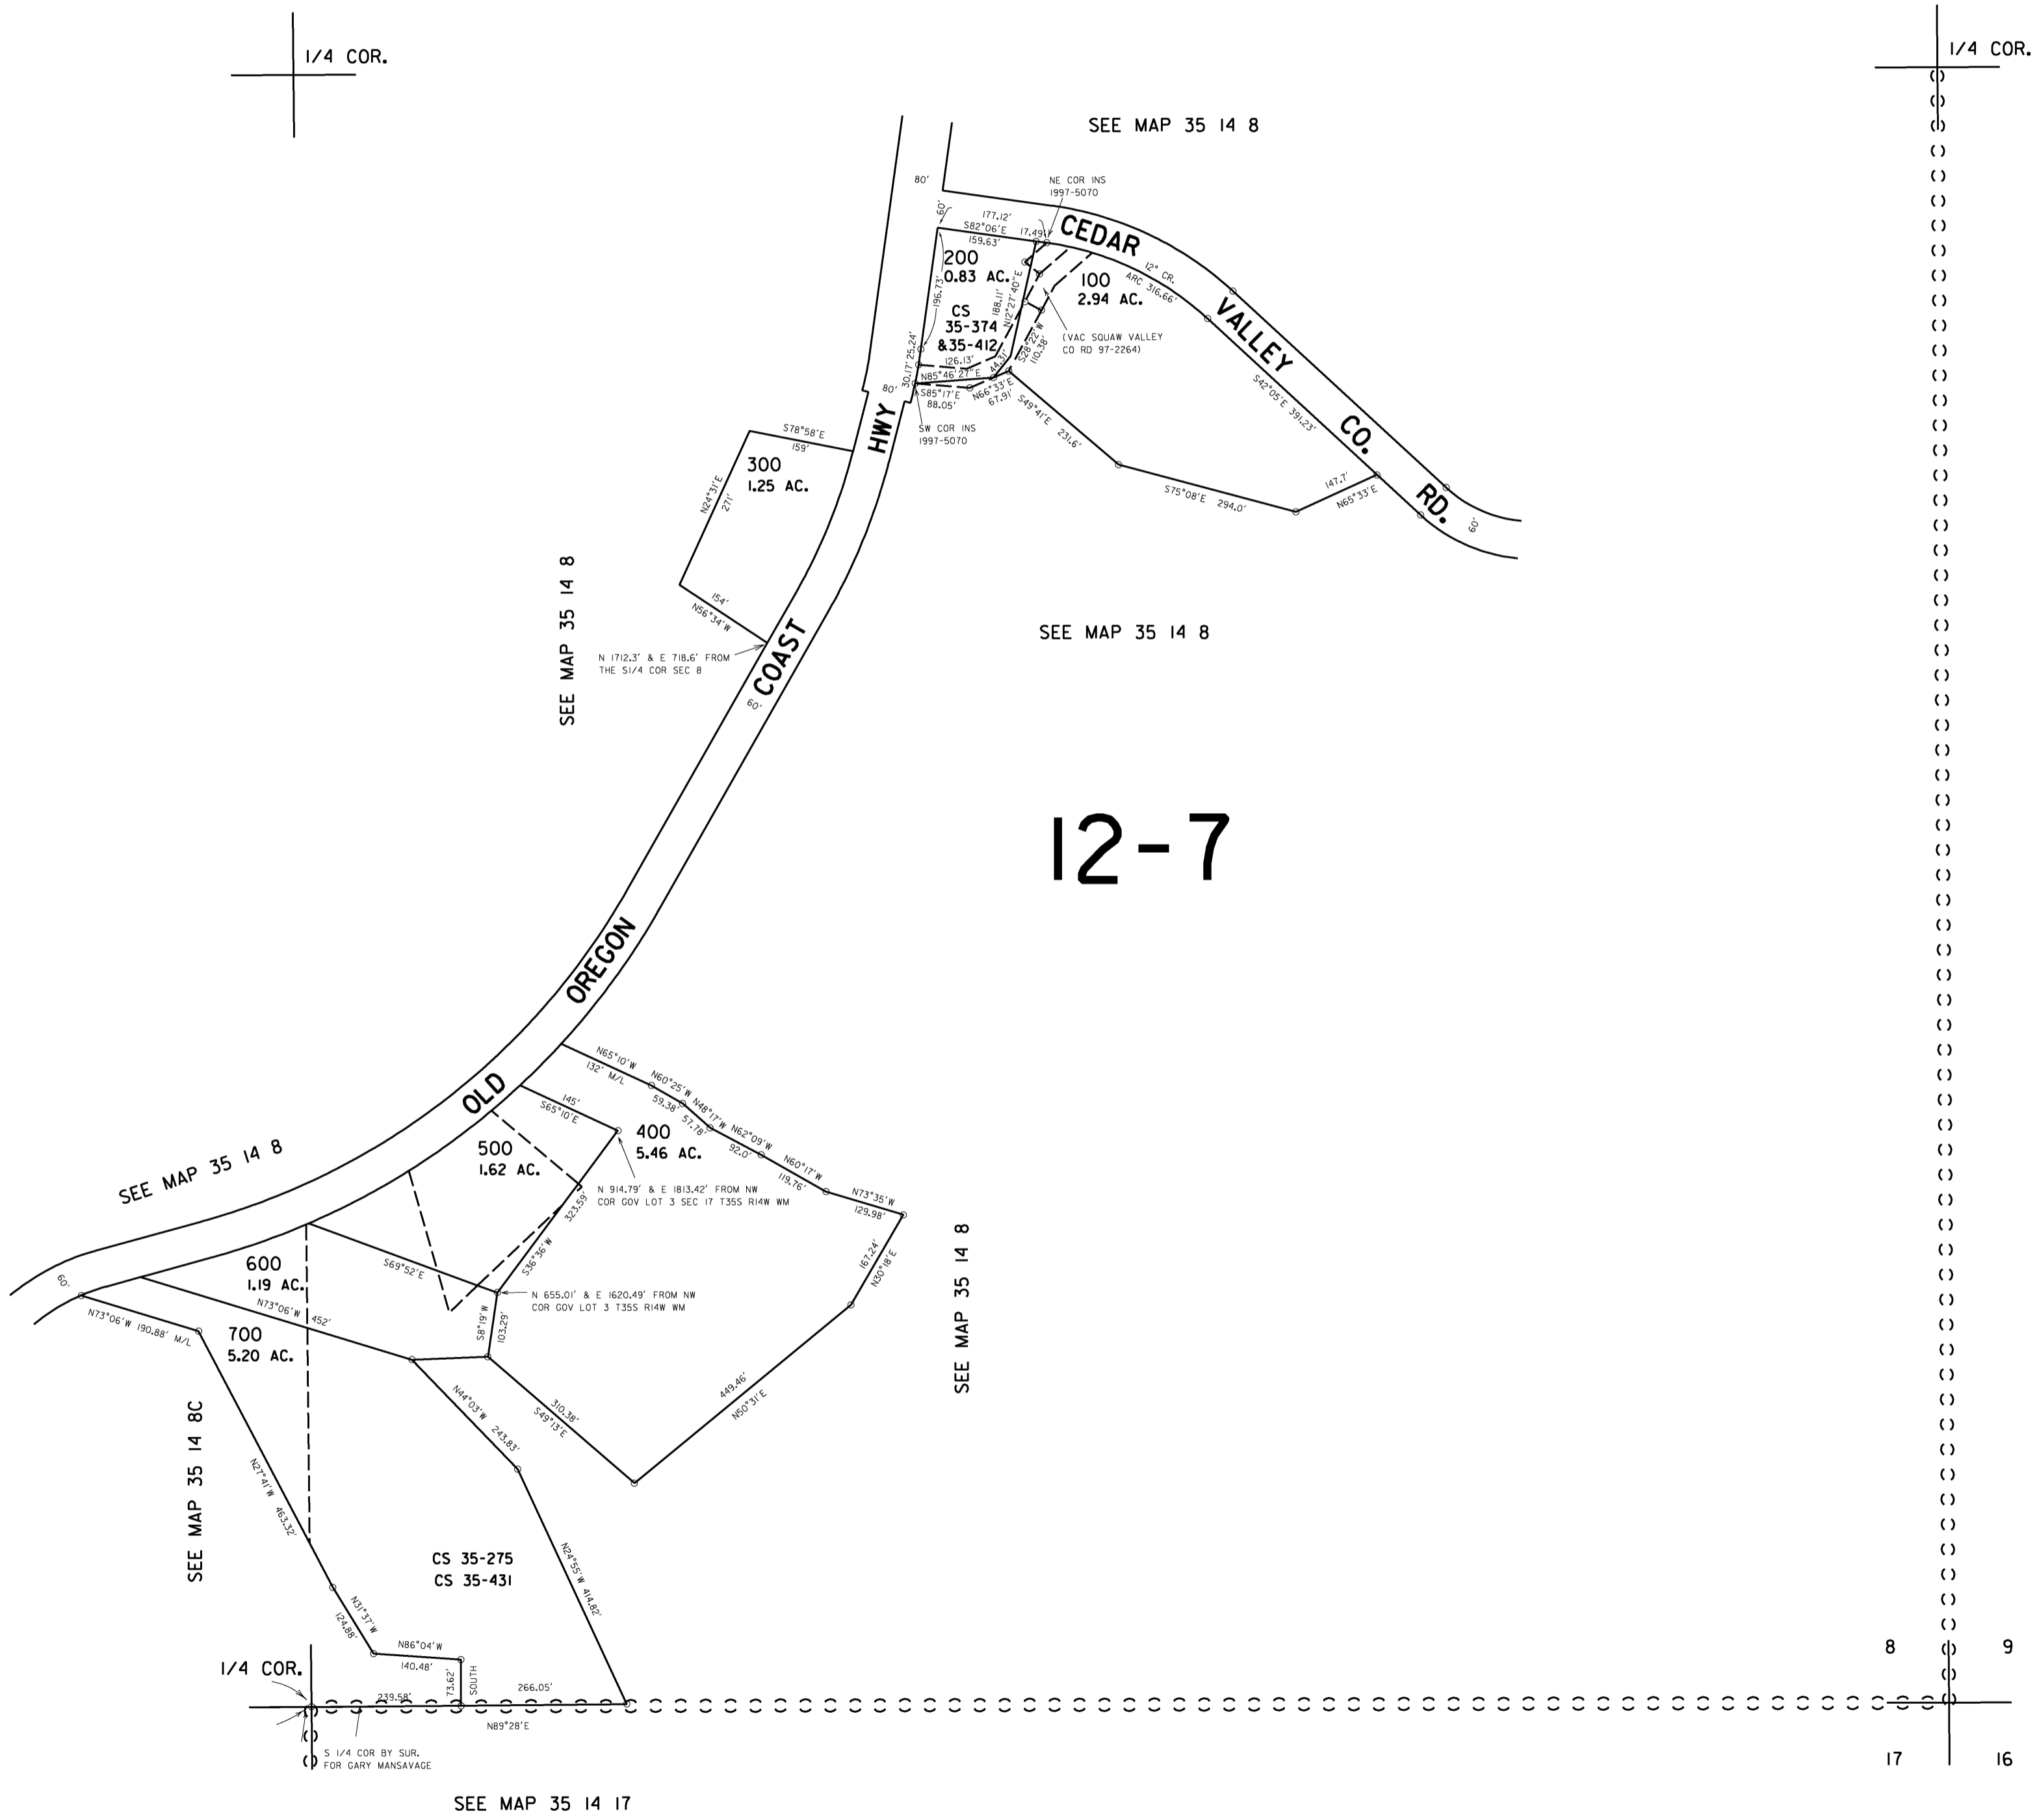 1/4 COR.
1/4 COR.
SEE MAP 35 14 8
80'
NE COR INS
1997-5070
60'
177.12'
S82°06'E
17.49'
159.63'
CEDAR
VALLEY
CO.
RD.
12° CR.
ARC 316.66'
200
0.83 AC.
100
2.94 AC.
196.73'
CS
35-374
&35-412
188.11'
N12°27'40"E
(VAC SQUAW VALLEY
CO RD 97-2264)
S28°22'W
110.38'
25.24'
30.17'
126.13'
44.31'
N85°46'27"E
80'
S85°17'E
88.05'
N66°33'E
67.91'
S49°41'E 231.6'
S42°05'E 391.23'
SW COR INS
1997-5070
HWY
S78°58'E
159'
300
1.25 AC.
N24°31'E
271'
147.7'
N65°33'E
S75°08'E 294.0'
60'
154'
N56°34'W
SEE MAP 35 14 8
SEE MAP 35 14 8
N 1712.3' & E 718.6' FROM
THE S1/4 COR SEC 8
COAST
60'
12-7
OREGON
OLD
N65°10'W
132' M/L
N60°25'W
59.38'
N48°17'W
57.78'
N62°09'W
92.0'
N60°17'W
119.76'
N73°35'W
129.98'
145'
S65°10'E
400
5.46 AC.
500
1.62 AC.
SEE MAP 35 14 8
N 914.79' & E 1813.42' FROM NW
COR GOV LOT 3 SEC 17 T35S R14W WM
323.59'
S36°36'W
167.24'
N30°18'E
SEE MAP 35 14 8
S69°52'E
600
1.19 AC.
60'
N73°06'W 452'
N 655.01' & E 1620.49' FROM NW
COR GOV LOT 3 T35S R14W WM
S8°19'W
103.29'
N73°06'W 190.88' M/L
700
5.20 AC.
N44°03'W 243.83'
310.38'
S49°13'E
449.46'
N50°31'E
SEE MAP 35 14 8C
N27°41'W 463.32'
CS 35-275
CS 35-431
N24°55'W 414.82'
N31°37'W
124.88'
N86°04'W
140.48'
73.62'
SOUTH
1/4 COR.
239.58'
266.05'
N89°28'E
S 1/4 COR BY SUR.
FOR GARY MANSAVAGE
8
9
17
16
SEE MAP 35 14 17